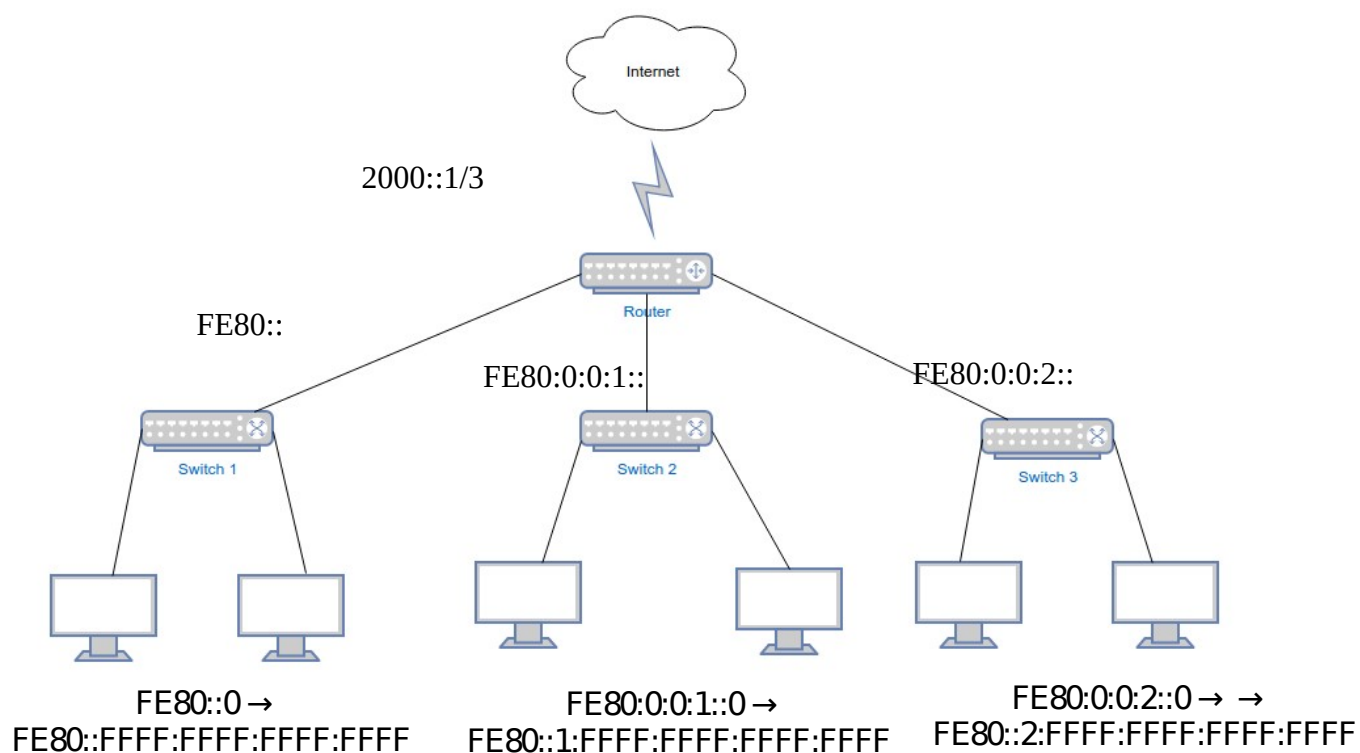 Internet
2000::1/3
Router
FE80::
FE80:0:0:1::
FE80:0:0:2::
Switch 1
Switch 2
Switch 3
FE80::0 →
FE80::FFFF:FFFF:FFFF:FFFF
FE80:0:0:1::0 →
FE80::1:FFFF:FFFF:FFFF:FFFF
FE80:0:0:2::0 → →
FE80::2:FFFF:FFFF:FFFF:FFFF